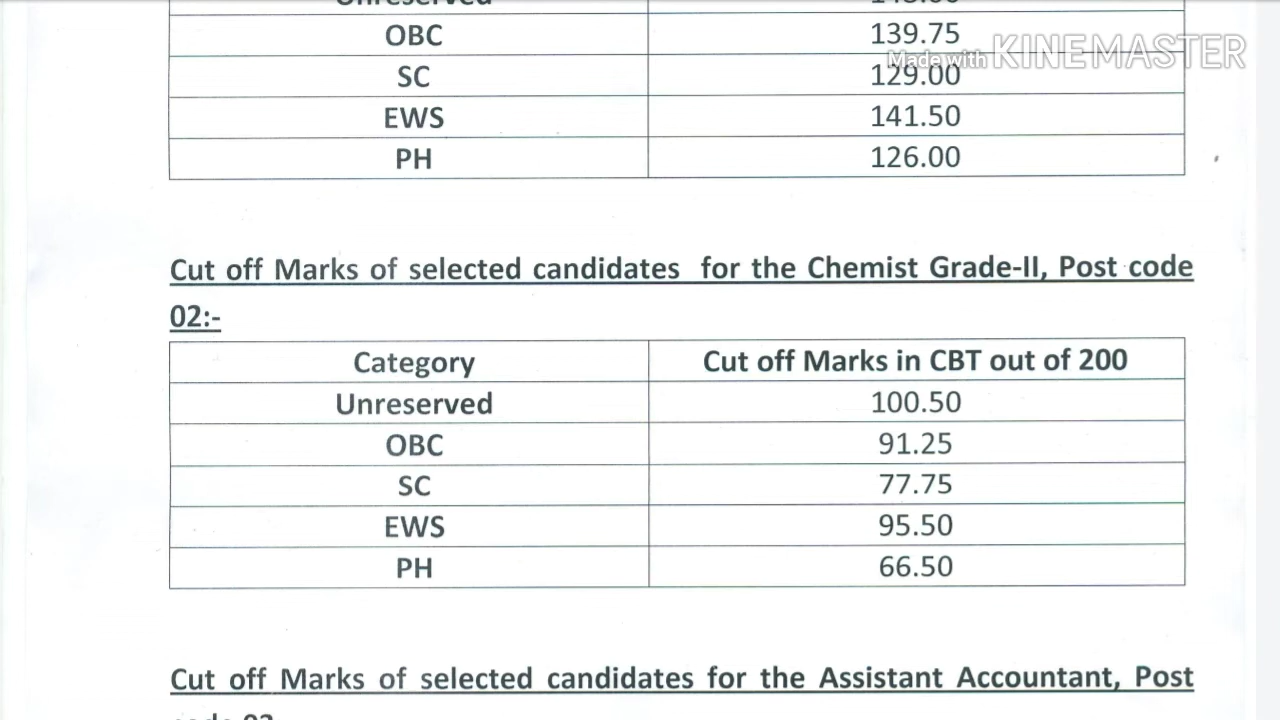 OBC 139.75
Made with KINEMASTER
SC 129.00
EWS 141.50
PH 126.00
Cut off Marks of selected candidates for the Chemist Grade-II, Post code
02:-
Category Cut off Marks in CBT out of 200
Unreserved 100.50
OBC 91.25
SC 77.75
EWS 95.50
PH 66.50
Cut off Marks of selected candidates for the Assistant Accountant, Post